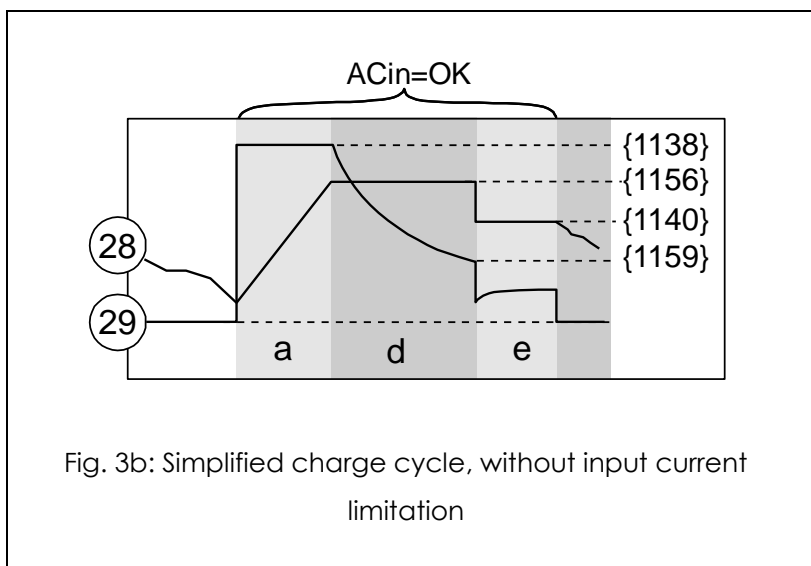 ACin=OK
{1138}
{1156}
{1140}
{1159}
28
29
a d e
Fig. 3b: Simplified charge cycle, without input current
limitation